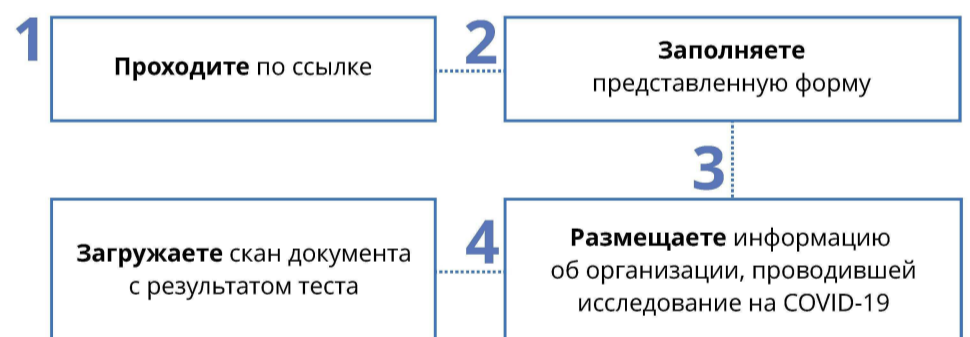 1
Проходите по ссылке
2
Заполняете
представленную форму
3
Размещаете информацию
об организации, проводившей
исследование на COVID-19
4
Загружаете скан документа
с результатом теста